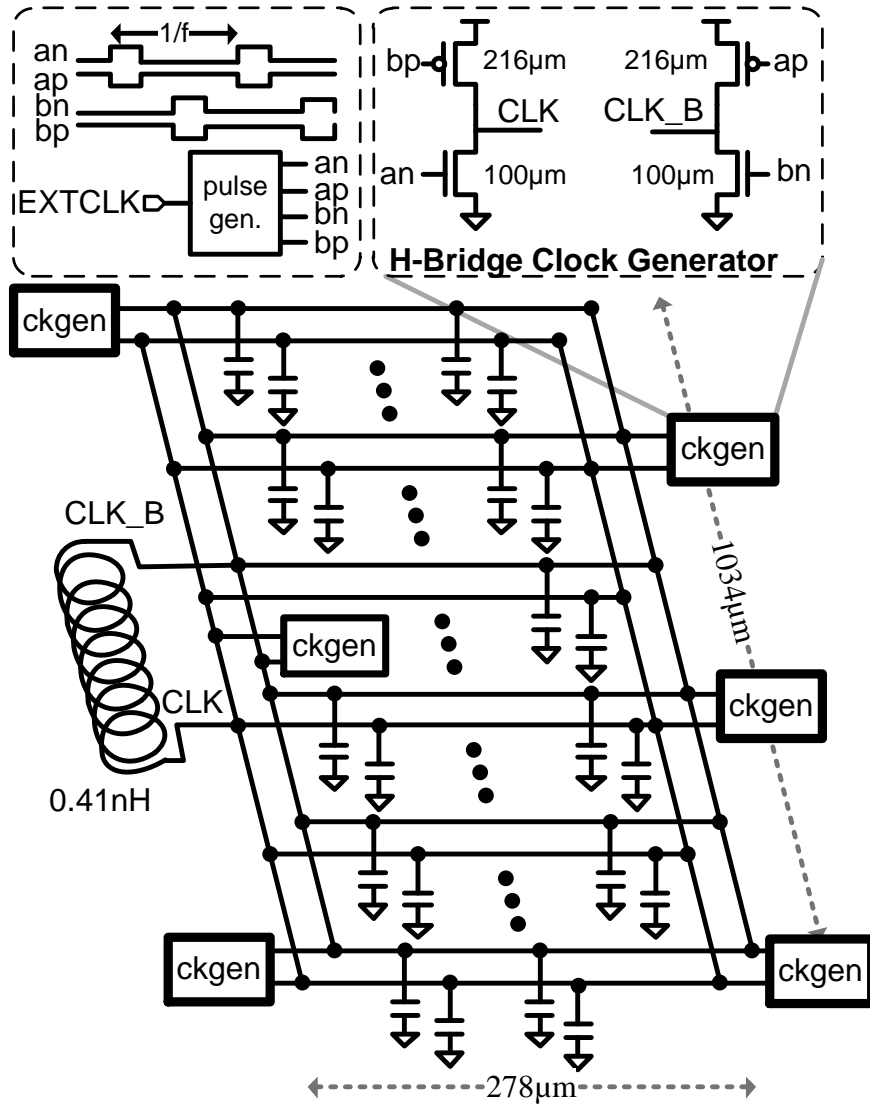 1/f
an
ap
bn
bp
EXTCLK
pulse
gen.
an
ap
bn
bp
bp
216µm
CLK
an
100µm
216µm
ap
CLK_B
100µm
bn
H-Bridge Clock Generator
ckgen
ckgen
CLK_B
1034µm
ckgen
CLK
ckgen
0.41nH
ckgen
ckgen
278µm